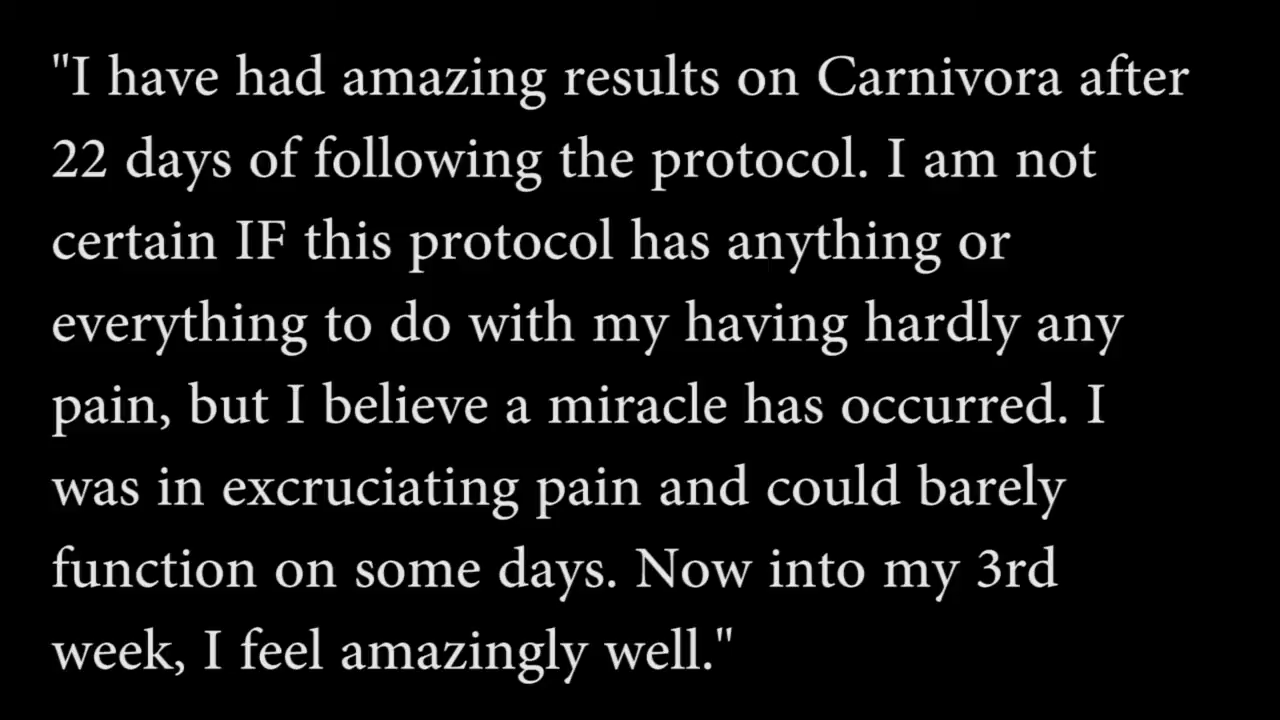 "I have had amazing results on Carnivora after
22 days of following the protocol. I am not
certain IF this protocol has anything or
everything to do with my having hardly any
pain, but I believe a miracle has occurred. I
was in excruciating pain and could barely
function on some days. Now into my 3rd
week, I feel amazingly well."